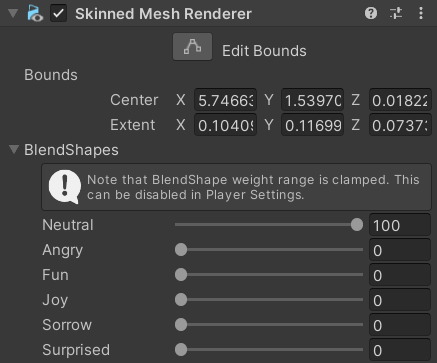 Skinned Mesh Renderer
Edit Bounds
Bounds
Center X 5.74663 Y 1.53970 Z 0.01822
Extent X 0.10409 Y 0.11699 Z 0.07373
BlendShapes
Note that BlendShape weight range is clamped. This
can be disabled in Player Settings.
Neutral 100
Angry 0
Fun 0
Joy 0
Sorrow 0
Surprised 0